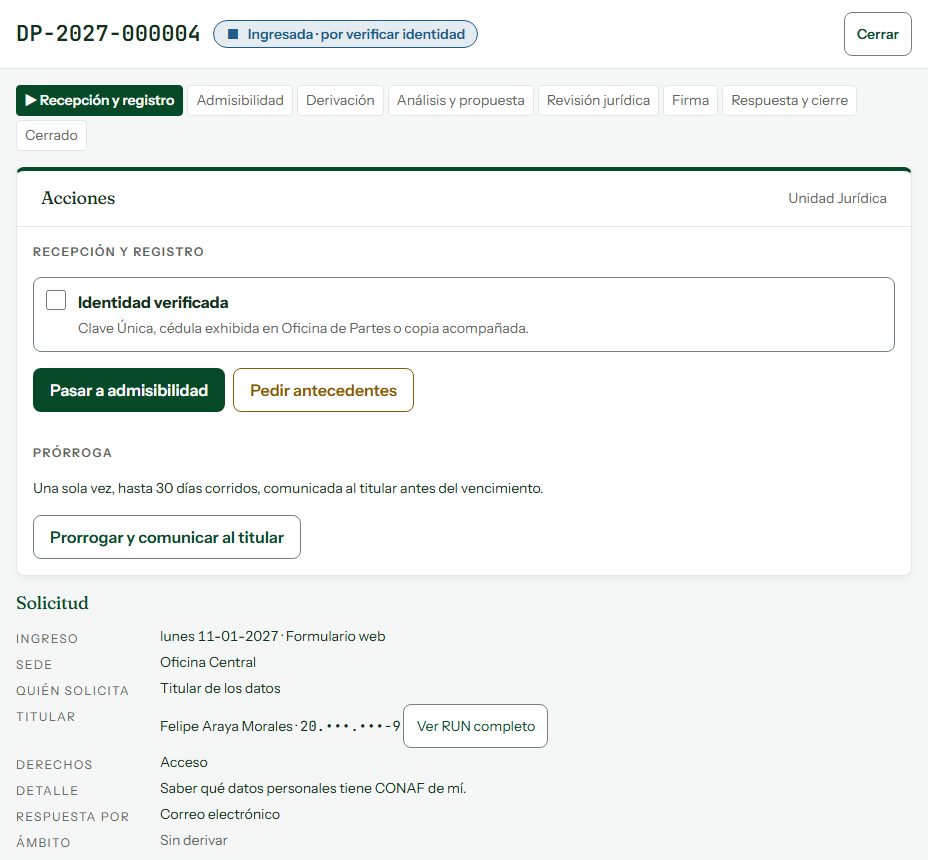 DP-2027-000004
Ingresada · por verificar identidad
Cerrar
Recepción y registro
Admisibilidad
Derivación
Análisis y propuesta
Revisión jurídica
Firma
Respuesta y cierre
Cerrado
Acciones
Unidad Jurídica
RECEPCIÓN Y REGISTRO
Identidad verificada
Clave Única, cédula exhibida en Oficina de Partes o copia acompañada.
Pasar a admisibilidad
Pedir antecedentes
PRÓRROGA
Una sola vez, hasta 30 días corridos, comunicada al titular antes del vencimiento.
Prorrogar y comunicar al titular
Solicitud
INGRESO lunes 11-01-2027 · Formulario web
SEDE Oficina Central
QUIÉN SOLICITA Titular de los datos
TITULAR Felipe Araya Morales · 20.•••.•••-9 Ver RUN completo
DERECHOS Acceso
DETALLE Saber qué datos personales tiene CONAF de mí.
RESPUESTA POR Correo electrónico
ÁMBITO Sin derivar